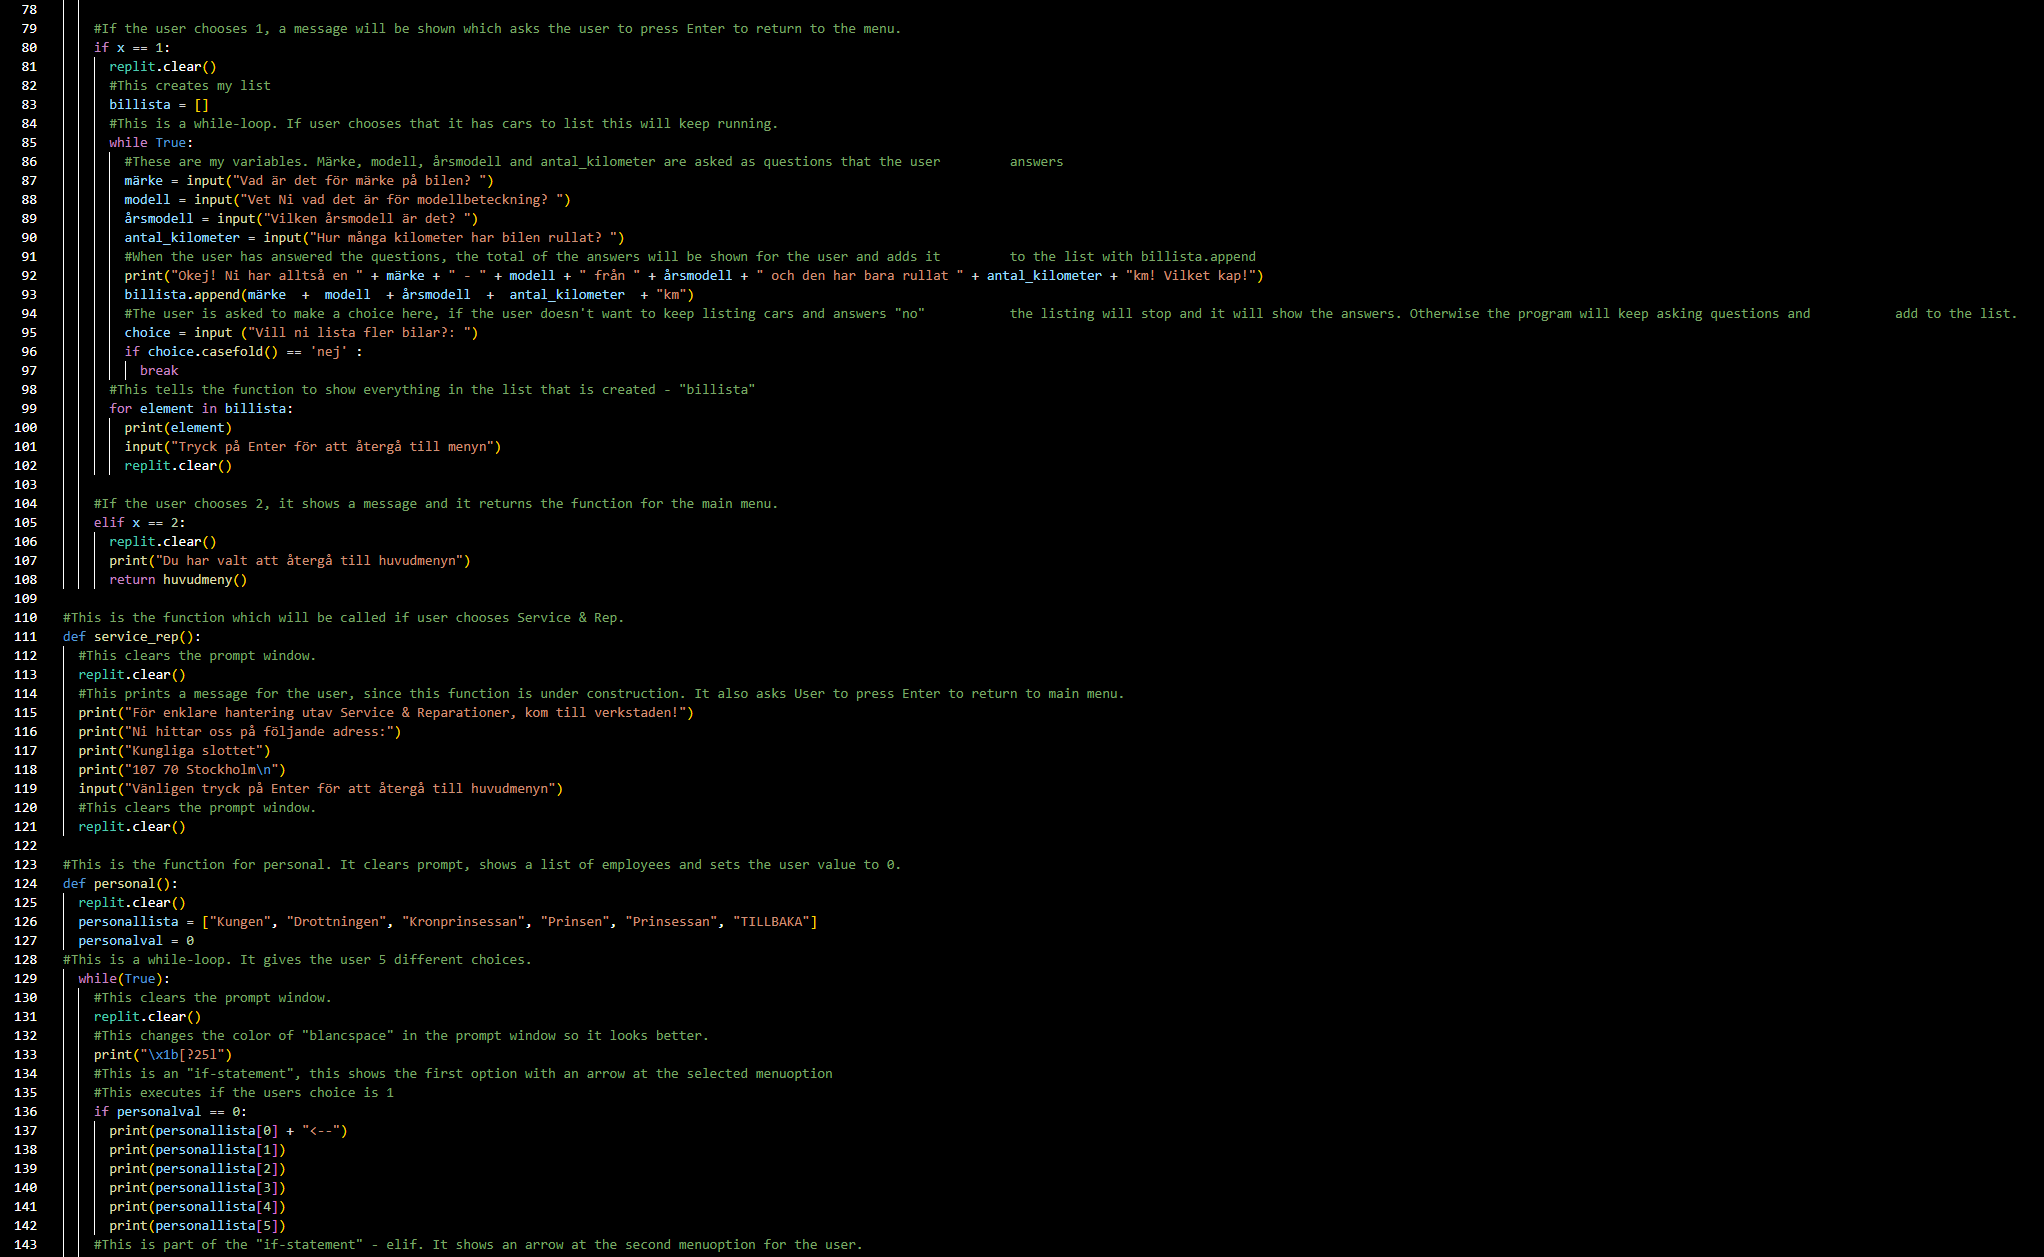 78
79 #If the user chooses 1, a message will be shown which asks the user to press Enter to return to the menu.
80 if x == 1:
81 replit.clear()
82 #This creates my list
83 billista = []
84 #This is a while-loop. If user chooses that it has cars to list this will keep running.
85 while True:
86 #These are my variables. Märke, modell, årsmodell and antal_kilometer are asked as questions that the user answers
87 märke = input("Vad är det för märke på bilen? ")
88 modell = input("Vet Ni vad det är för modellbeteckning? ")
89 årsmodell = input("Vilken årsmodell är det? ")
90 antal_kilometer = input("Hur många kilometer har bilen rullat? ")
91 #When the user has answered the questions, the total of the answers will be shown for the user and adds it to the list with billista.append
92 print("Okej! Ni har alltså en " + märke + " - " + modell + " från " + årsmodell + " och den har bara rullat " + antal_kilometer + "km! Vilket kap!")
93 billista.append(märke + modell + årsmodell + antal_kilometer + "km")
94 #The user is asked to make a choice here, if the user doesn't want to keep listing cars and answers "no" the listing will stop and it will show the answers. Otherwise the program will keep asking questions and add to the list.
95 choice = input ("Vill ni lista fler bilar?: ")
96 if choice.casefold() == 'nej' :
97 break
98 #This tells the function to show everything in the list that is created - "billista"
99 for element in billista:
100 print(element)
101 input("Tryck på Enter för att återgå till menyn")
102 replit.clear()
103
104 #If the user chooses 2, it shows a message and it returns the function for the main menu.
105 elif x == 2:
106 replit.clear()
107 print("Du har valt att återgå till huvudmenyn")
108 return huvudmeny()
109
110 #This is the function which will be called if user chooses Service & Rep.
111 def service_rep():
112 #This clears the prompt window.
113 replit.clear()
114 #This prints a message for the user, since this function is under construction. It also asks User to press Enter to return to main menu.
115 print("För enklare hantering utav Service & Reparationer, kom till verkstaden!")
116 print("Ni hittar oss på följande adress:")
117 print("Kungliga slottet")
118 print("107 70 Stockholm\n")
119 input("Vänligen tryck på Enter för att återgå till huvudmenyn")
120 #This clears the prompt window.
121 replit.clear()
122
123 #This is the function for personal. It clears prompt, shows a list of employees and sets the user value to 0.
124 def personal():
125 replit.clear()
126 personallista = ["Kungen", "Drottningen", "Kronprinsessan", "Prinsen", "Prinsessan", "TILLBAKA"]
127 personalval = 0
128 #This is a while-loop. It gives the user 5 different choices.
129 while(True):
130 #This clears the prompt window.
131 replit.clear()
132 #This changes the color of "blancspace" in the prompt window so it looks better.
133 print("\x1b[?25l")
134 #This is an "if-statement", this shows the first option with an arrow at the selected menuoption
135 #This executes if the users choice is 1
136 if personalval == 0:
137 print(personallista[0] + "<--")
138 print(personallista[1])
139 print(personallista[2])
140 print(personallista[3])
141 print(personallista[4])
142 print(personallista[5])
143 #This is part of the "if-statement" - elif. It shows an arrow at the second menuoption for the user.